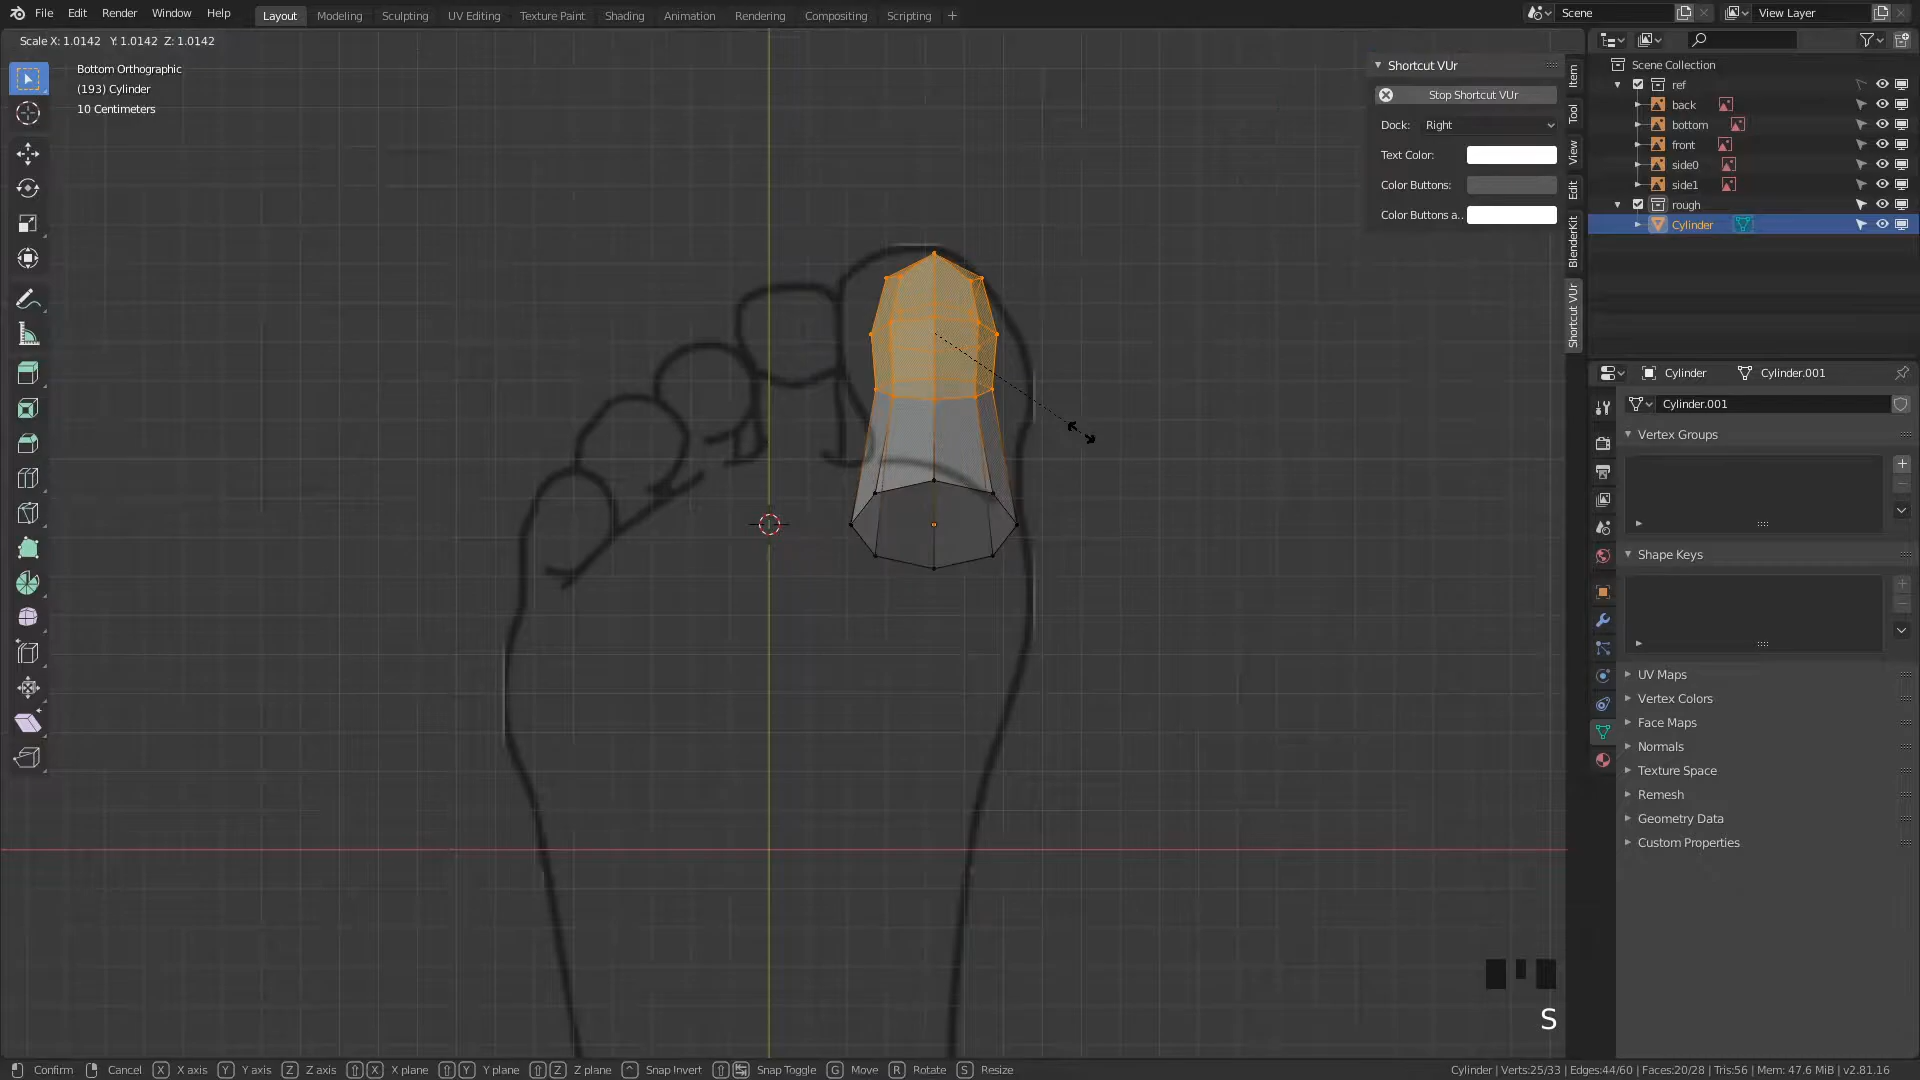 File Edit Render Window Help Layout Modeling Sculpting UV Editing Texture Paint Shading Animation Rendering Compositing Scripting + Scene View Layer
Scale X: 1.0142 Y: 1.0142 Z: 1.0142
Bottom Orthographic
(193) Cylinder
10 Centimeters
Shortcut VUr
Stop Shortcut VUr
Dock: Right
Text Color:
Color Buttons:
Color Buttons a..
Item
Tool
View
Edit
BlenderKit
Shortcut VUr
Scene Collection
ref
back
bottom
front
side0
side1
rough
Cylinder
Cylinder Cylinder.001
Cylinder.001
Vertex Groups
Shape Keys
UV Maps
Vertex Colors
Face Maps
Normals
Texture Space
Remesh
Geometry Data
Custom Properties
S
Confirm Cancel X X axis Y Y axis Z Z axis X X plane Y Y plane Z Z plane Snap Invert Snap Toggle G Move R Rotate S Resize
Cylinder | Verts:25/33 | Edges:44/60 | Faces:20/28 | Tris:56 | Mem: 47.6 MiB | v2.81.16